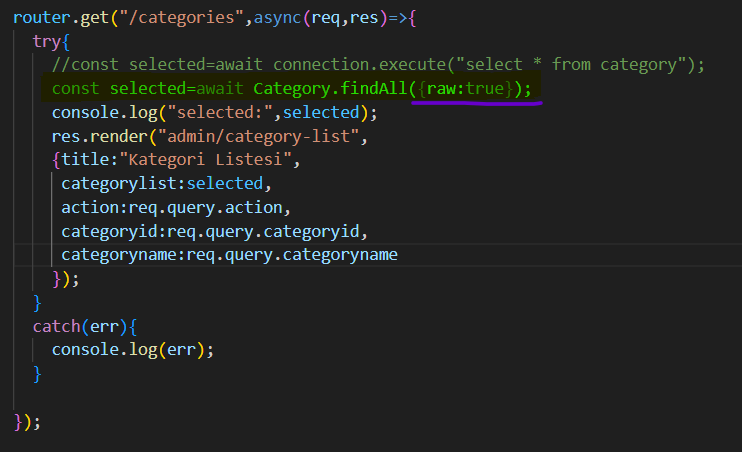 router.get("/categories",async(req,res)=>{
try{
//const selected=await connection.execute("select * from category");
const selected=await Category.findAll({raw:true});
console.log("selected:",selected);
res.render("admin/category-list",
{title:"Kategori Listesi",
categorylist:selected,
action:req.query.action,
categoryid:req.query.categoryid,
categoryname:req.query.categoryname
});
}
catch(err){
console.log(err);
}
});